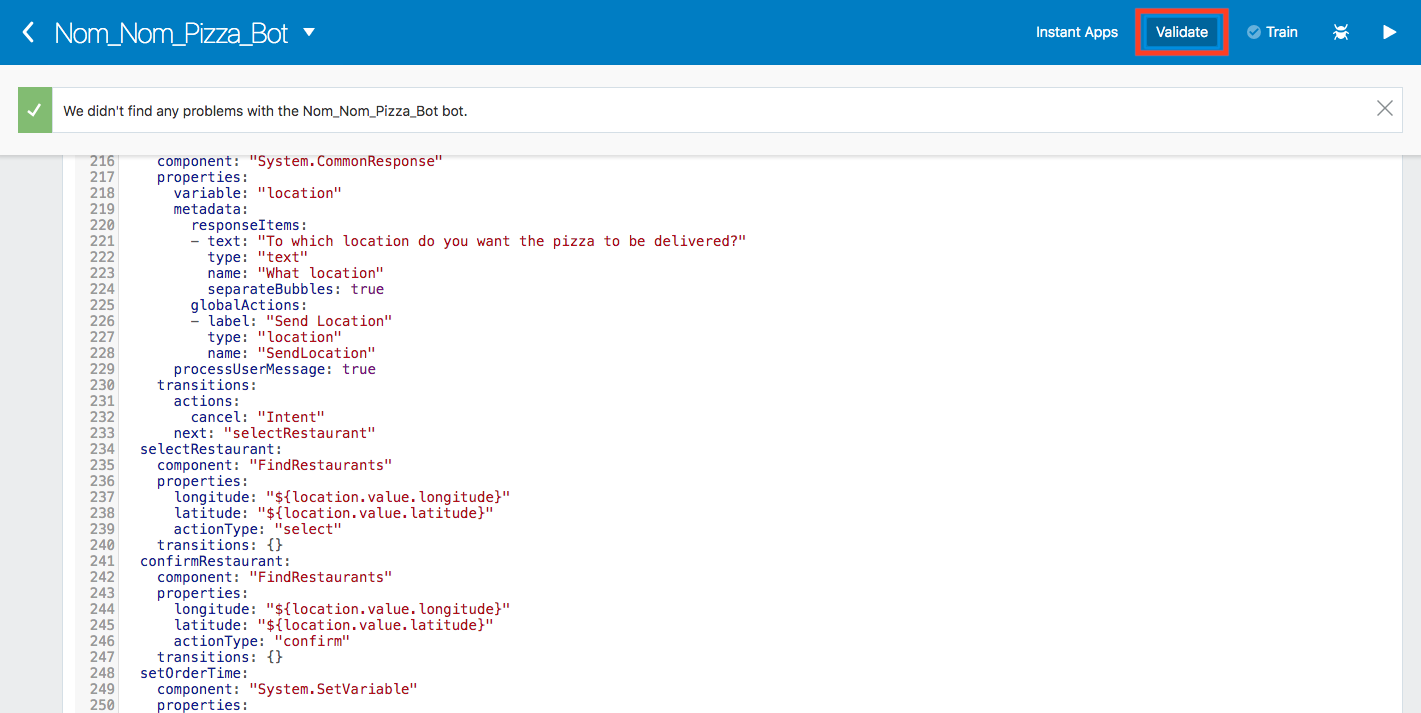 Nom_Nom_Pizza_Bot
Instant Apps Validate Train
We didn't find any problems with the Nom_Nom_Pizza_Bot bot.
216 component: "System.CommonResponse"
217 properties:
218 variable: "location"
219 metadata:
220 responseItems:
221 - text: "To which location do you want the pizza to be delivered?"
222 type: "text"
223 name: "What location"
224 separateBubbles: true
225 globalActions:
226 - label: "Send Location"
227 type: "location"
228 name: "SendLocation"
229 processUserMessage: true
230 transitions:
231 actions:
232 cancel: "Intent"
233 next: "selectRestaurant"
234 selectRestaurant:
235 component: "FindRestaurants"
236 properties:
237 longitude: "${location.value.longitude}"
238 latitude: "${location.value.latitude}"
239 actionType: "select"
240 transitions: {}
241 confirmRestaurant:
242 component: "FindRestaurants"
243 properties:
244 longitude: "${location.value.longitude}"
245 latitude: "${location.value.latitude}"
246 actionType: "confirm"
247 transitions: {}
248 setOrderTime:
249 component: "System.SetVariable"
250 properties: